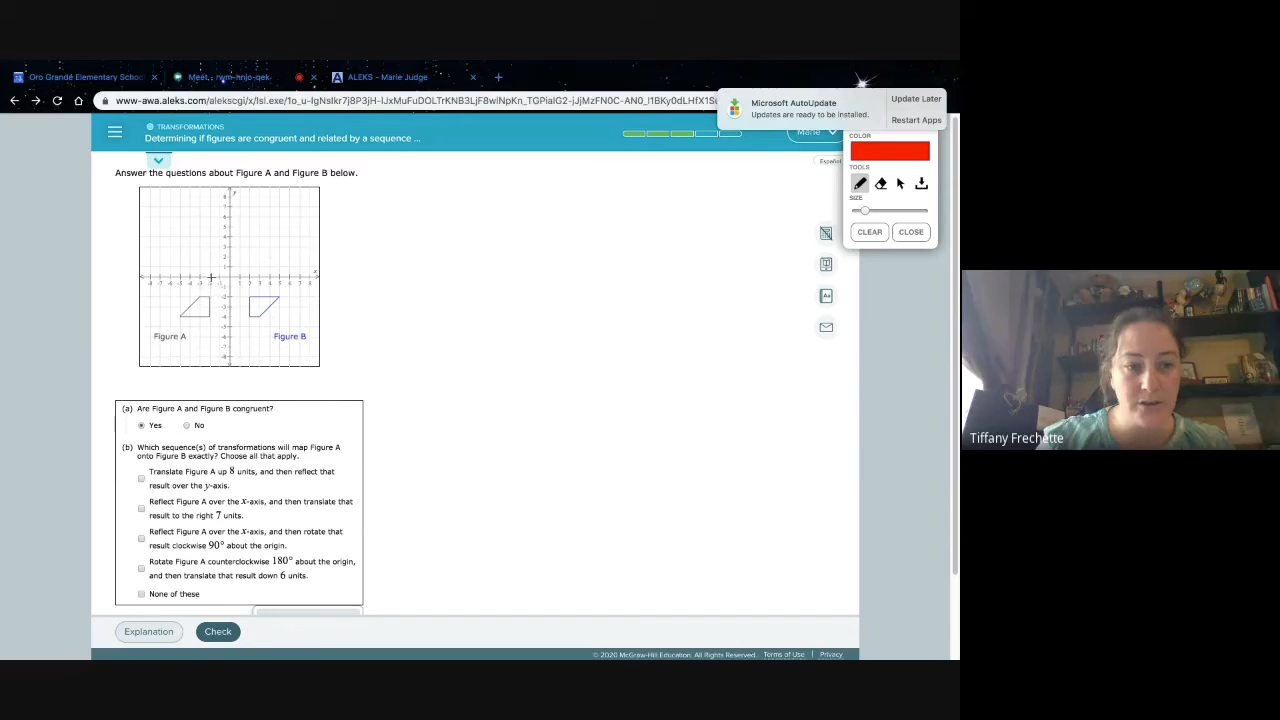 Oro Grande Elementary School
Meet - rwm-hnjo-qek
ALEKS - Marie Judge
Microsoft AutoUpdate
Updates are ready to be installed.
Update Later
Restart Apps
TRANSFORMATIONS
Determining if figures are congruent and related by a sequence ...
Marie
Español
COLOR
TOOLS
SIZE
CLEAR
CLOSE
Answer the questions about Figure A and Figure B below.
y
x
Figure A
Figure B
(a) Are Figure A and Figure B congruent?
Yes
No
(b) Which sequence(s) of transformations will map Figure A
onto Figure B exactly? Choose all that apply.
Translate Figure A up 8 units, and then reflect that
result over the y-axis.
Reflect Figure A over the x-axis, and then translate that
result to the right 7 units.
Reflect Figure A over the x-axis, and then rotate that
result clockwise 90° about the origin.
Rotate Figure A counterclockwise 180° about the origin,
and then translate that result down 6 units.
None of these
Explanation
Check
© 2020 McGraw-Hill Education. All Rights Reserved.
Terms of Use
|
Privacy
Tiffany Frechette